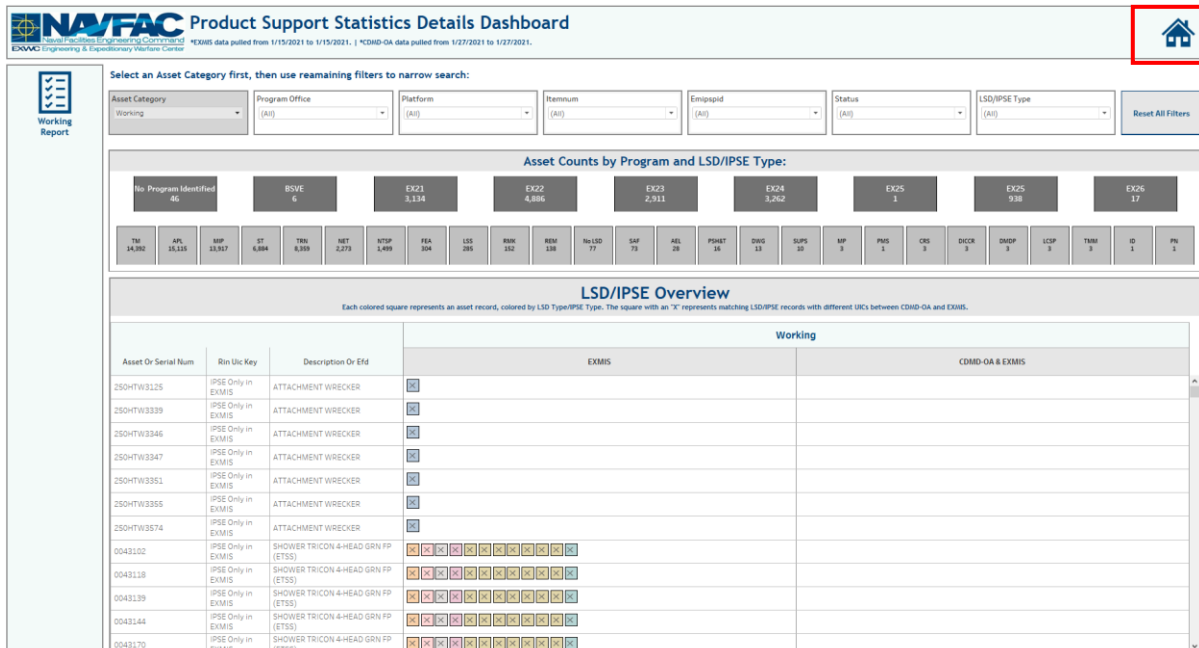 NAVFAC
Naval Facilities Engineering Command
EXWC Engineering & Expeditionary Warfare Center
Product Support Statistics Details Dashboard
*EXMIS data pulled from 1/15/2021 to 1/15/2021. | *CDMD-OA data pulled from 1/27/2021 to 1/27/2021.
Working
Report
Select an Asset Category first, then use reamaining filters to narrow search:
Asset Category Program Office Platform Itemnum Emipspid Status LSD/IPSE Type
Working (All) (All) (All) (All) (All) (All) Reset All Filters
Asset Counts by Program and LSD/IPSE Type:
No Program Identified BSVE EX21 EX22 EX23 EX24 EX25 EX25 EX26
46 6 3,134 4,886 2,911 3,262 1 938 17
TM APL MIP ST TRN NET NTSP FEA LSS RMK REM No LSD SAF AEL PSH&T DWG SUPS MP PMS CRS DICCR DMDP LCSP TMM ID PN
14,392 15,115 13,917 6,884 8,359 2,273 1,499 304 285 152 138 77 73 28 16 13 10 3 1 3 3 3 3 3 1 1
LSD/IPSE Overview
Each colored square represents an asset record, colored by LSD Type/IPSE Type. The square with an "X" represents matching LSD/IPSE records with different UICs between CDMD-OA and EXMIS.
Working
Asset Or Serial Num Rin Uic Key Description Or Efd EXMIS CDMD-OA & EXMIS
250HTW3125 IPSE Only in EXMIS ATTACHMENT WRECKER
250HTW3339 IPSE Only in EXMIS ATTACHMENT WRECKER
250HTW3346 IPSE Only in EXMIS ATTACHMENT WRECKER
250HTW3347 IPSE Only in EXMIS ATTACHMENT WRECKER
250HTW3351 IPSE Only in EXMIS ATTACHMENT WRECKER
250HTW3355 IPSE Only in EXMIS ATTACHMENT WRECKER
250HTW3574 IPSE Only in EXMIS ATTACHMENT WRECKER
0043102 IPSE Only in EXMIS SHOWER TRICON 4-HEAD GRN FP (ETSS)
0043118 IPSE Only in EXMIS SHOWER TRICON 4-HEAD GRN FP (ETSS)
0043139 IPSE Only in EXMIS SHOWER TRICON 4-HEAD GRN FP (ETSS)
0043144 IPSE Only in EXMIS SHOWER TRICON 4-HEAD GRN FP (ETSS)
0043170 IPSE Only in SHOWER TRICON 4-HEAD GRN FP